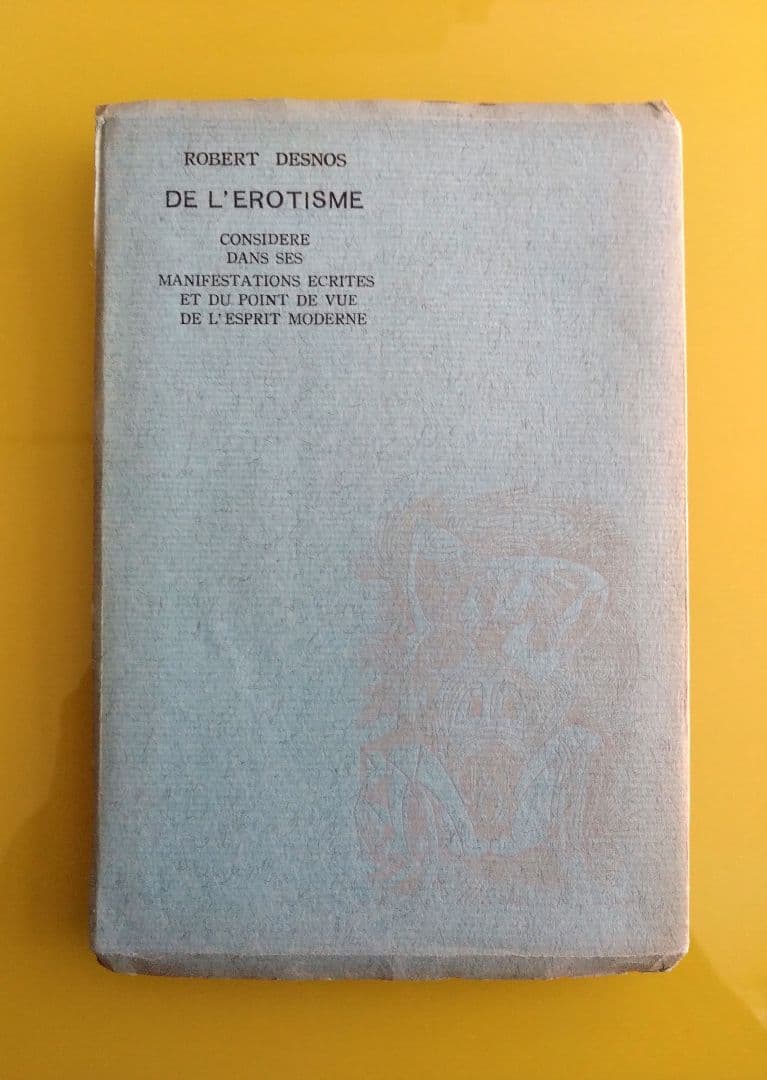 ROBERT DESNOS
DE L'EROTISME
CONSIDERE
DANS SES
MANIFESTATIONS ECRITES
ET DU POINT DE VUE
DE L'ESPRIT MODERNE